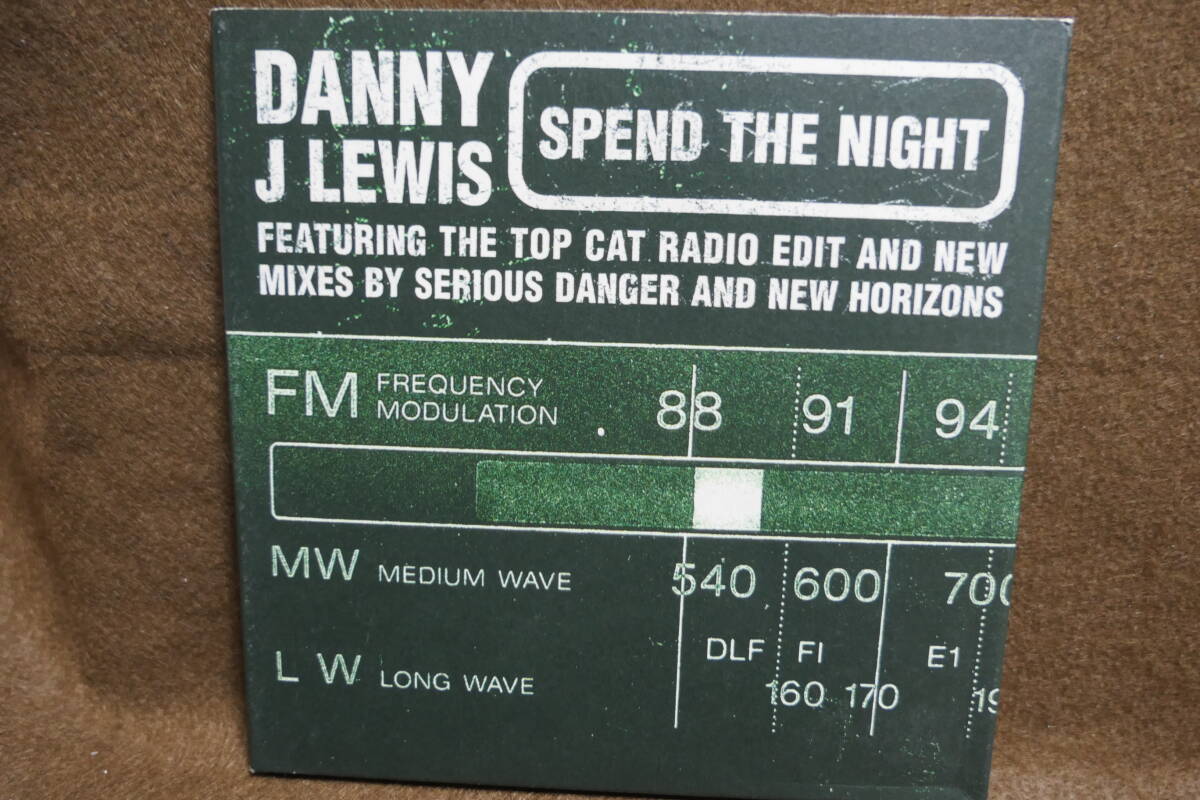 DANNY
J LEWIS
SPEND THE NIGHT
FEATURING THE TOP CAT RADIO EDIT AND NEW
MIXES BY SERIOUS DANGER AND NEW HORIZONS
FM FREQUENCY
MODULATION
88 91 94
MW MEDIUM WAVE 540 600 700
DLF FI E1
L W LONG WAVE 160 170